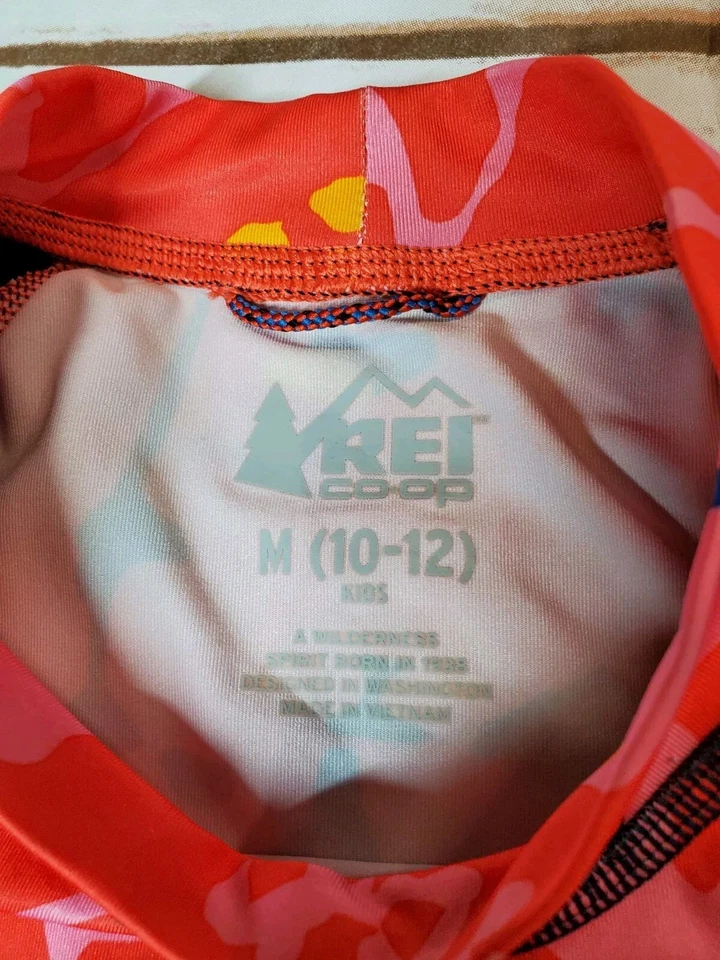 REI
CO·OP
M (10-12)
KIDS
A WILDERNESS
SPIRIT BORN IN 1938
DESIGNED IN WASHINGTON
MADE IN VIETNAM